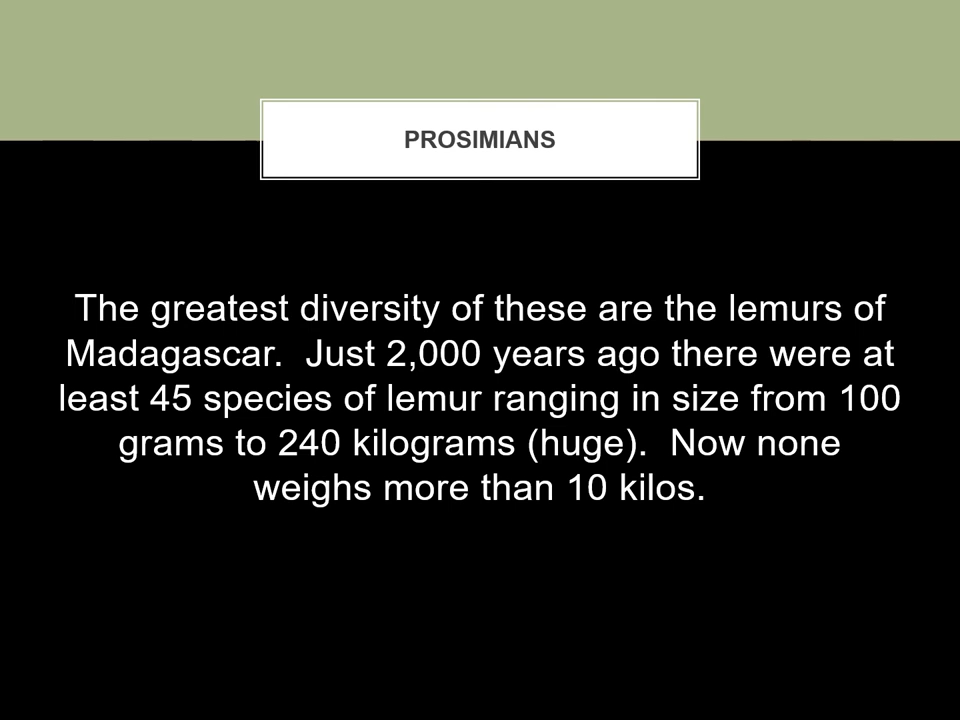 PROSIMIANS
The greatest diversity of these are the lemurs of
Madagascar.  Just 2,000 years ago there were at
least 45 species of lemur ranging in size from 100
grams to 240 kilograms (huge).  Now none
weighs more than 10 kilos.